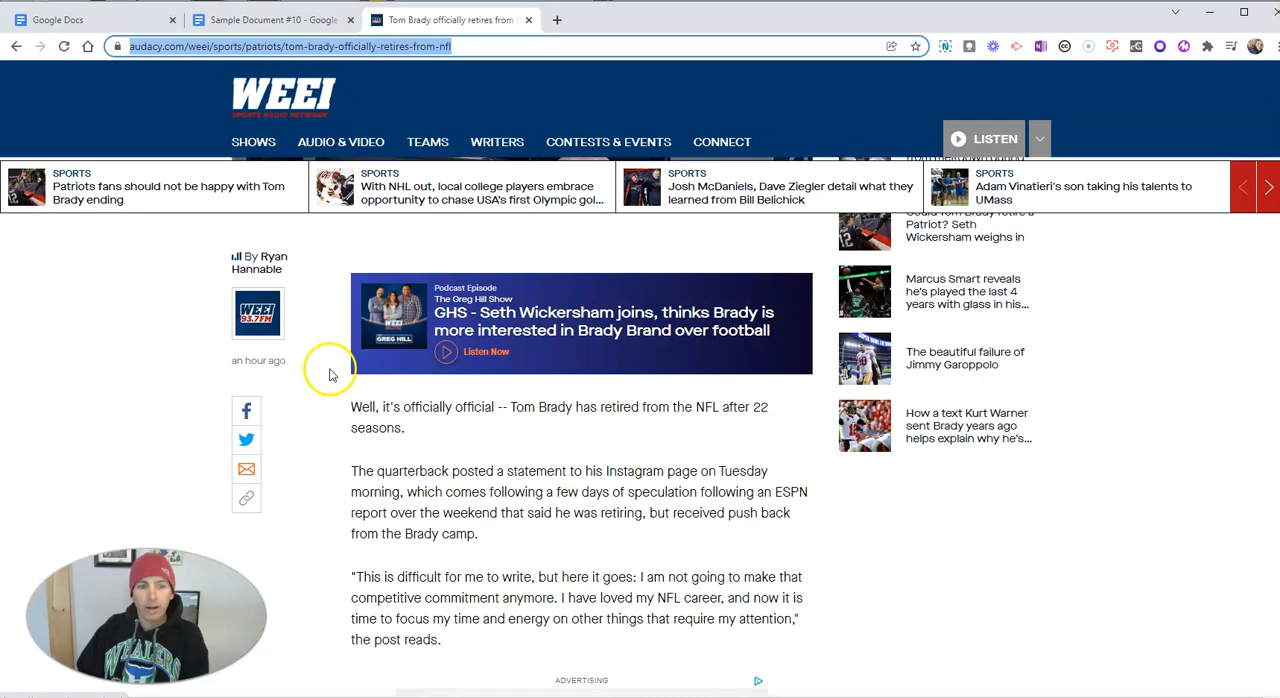 Google Docs
Sample Document #10 - Google
Tom Brady officially retires from
audacy.com/weei/sports/patriots/tom-brady-officially-retires-from-nfl
WEEI
SPORTS RADIO NETWORK
SHOWS AUDIO & VIDEO TEAMS WRITERS CONTESTS & EVENTS CONNECT
LISTEN
SPORTS
Patriots fans should not be happy with Tom
Brady ending
SPORTS
With NHL out, local college players embrace
opportunity to chase USA's first Olympic gol...
SPORTS
Josh McDaniels, Dave Ziegler detail what they
learned from Bill Belichick
SPORTS
Adam Vinatieri's son taking his talents to
UMass
By Ryan
Hannable
WEEI
93.7FM
an hour ago
Podcast Episode
The Greg Hill Show
GHS - Seth Wickersham joins, thinks Brady is
more interested in Brady Brand over football
Listen Now
WEEI
GREG HILL
Well, it's officially official -- Tom Brady has retired from the NFL after 22
seasons.
The quarterback posted a statement to his Instagram page on Tuesday
morning, which comes following a few days of speculation following an ESPN
report over the weekend that said he was retiring, but received push back
from the Brady camp.
"This is difficult for me to write, but here it goes: I am not going to make that
competitive commitment anymore. I have loved my NFL career, and now it is
time to focus my time and energy on other things that require my attention,"
the post reads.
ADVERTISING
Could Tom Brady retire a
Patriot? Seth
Wickersham weighs in
Marcus Smart reveals
he's played the last 4
years with glass in his...
The beautiful failure of
Jimmy Garoppolo
How a text Kurt Warner
sent Brady years ago
helps explain why he's...
WHALERS